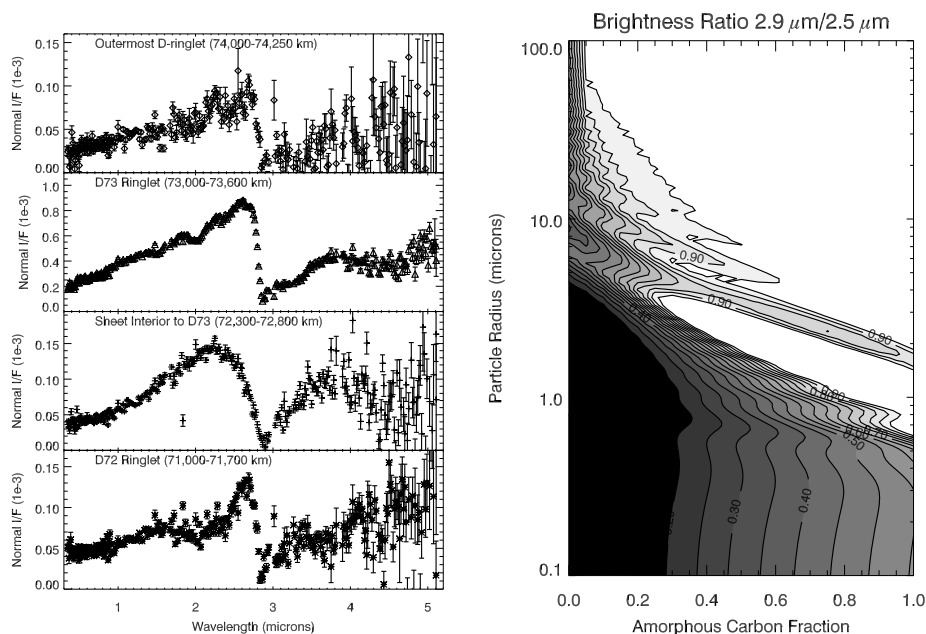 Outermost D-ringlet (74,000-74,250 km)
Normal I/F (1e-3)
0.15
0.10
0.05
0.00
D73 Ringlet (73,000-73,600 km)
Normal I/F (1e-3)
1.0
0.8
0.6
0.4
0.2
0.0
Sheet Interior to D73 (72,300-72,800 km)
Normal I/F (1e-3)
0.15
0.10
0.05
0.00
D72 Ringlet (71,000-71,700 km)
Normal I/F (1e-3)
0.15
0.10
0.05
0.00
1 2 3 4 5
Wavelength (microns)
Brightness Ratio 2.9 μm/2.5 μm
Particle Radius (microns)
100.0
10.0
1.0
0.1
0.90
0.90
0.90
0.50
0.30
0.40
0.0 0.2 0.4 0.6 0.8 1.0
Amorphous Carbon Fraction